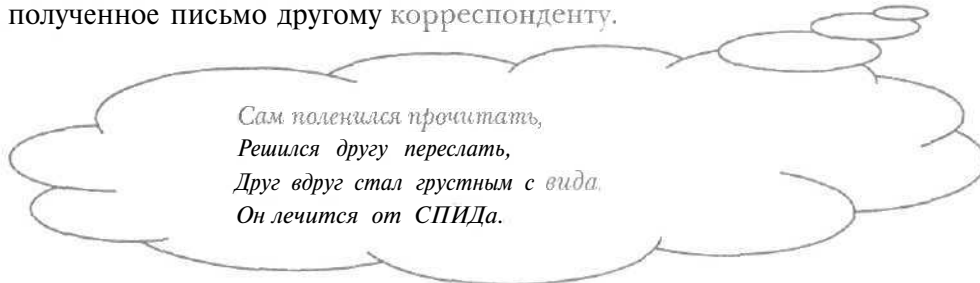 полученное письмо другому корреспонденту.
Сам поленился прочитать,
Решился другу переслать,
Друг вдруг стал грустным с вида.
Он лечится от СПИДа.